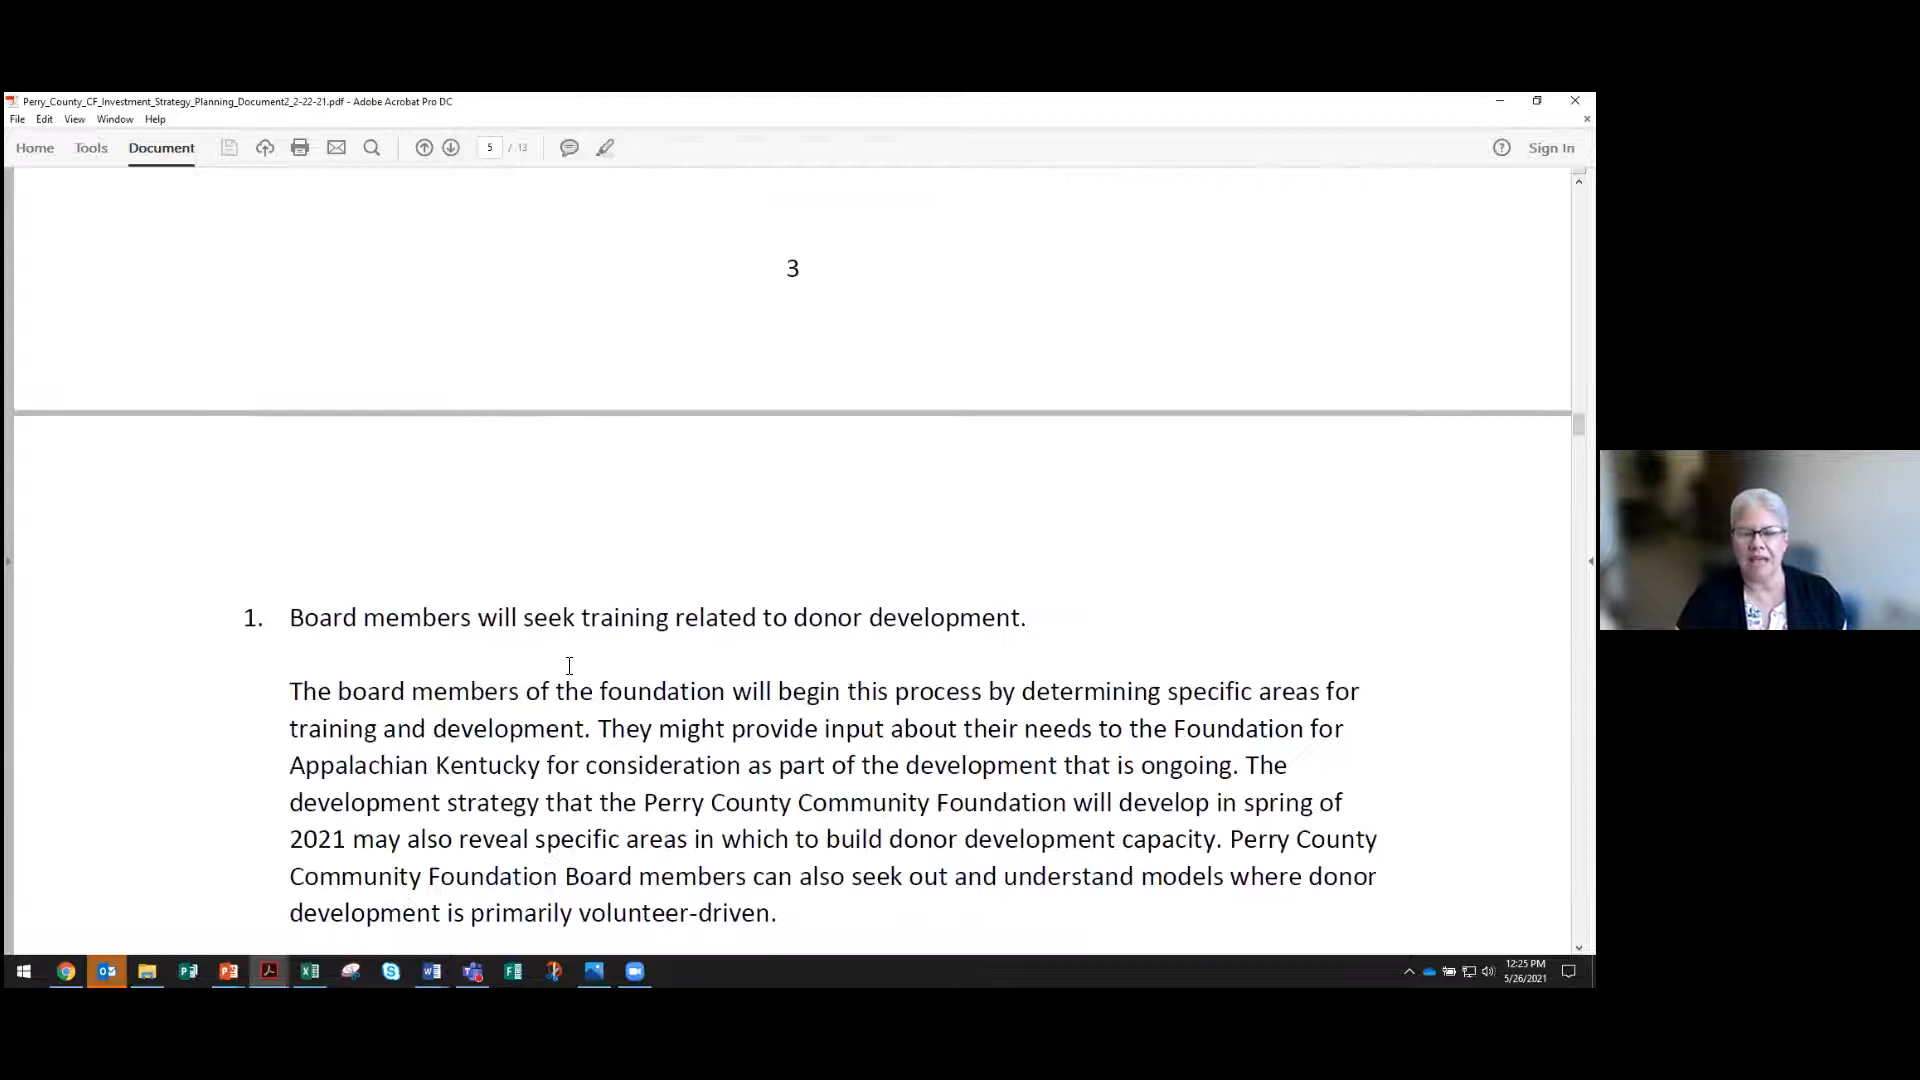 Perry_County_CF_Investment_Strategy_Planning_Document2_2-22-21.pdf - Adobe Acrobat Pro DC
File Edit View Window Help
Home Tools Document 5 / 13 Sign In
3
1. Board members will seek training related to donor development.
The board members of the foundation will begin this process by determining specific areas for
training and development. They might provide input about their needs to the Foundation for
Appalachian Kentucky for consideration as part of the development that is ongoing. The
development strategy that the Perry County Community Foundation will develop in spring of
2021 may also reveal specific areas in which to build donor development capacity. Perry County
Community Foundation Board members can also seek out and understand models where donor
development is primarily volunteer-driven.
12:25 PM
5/26/2021